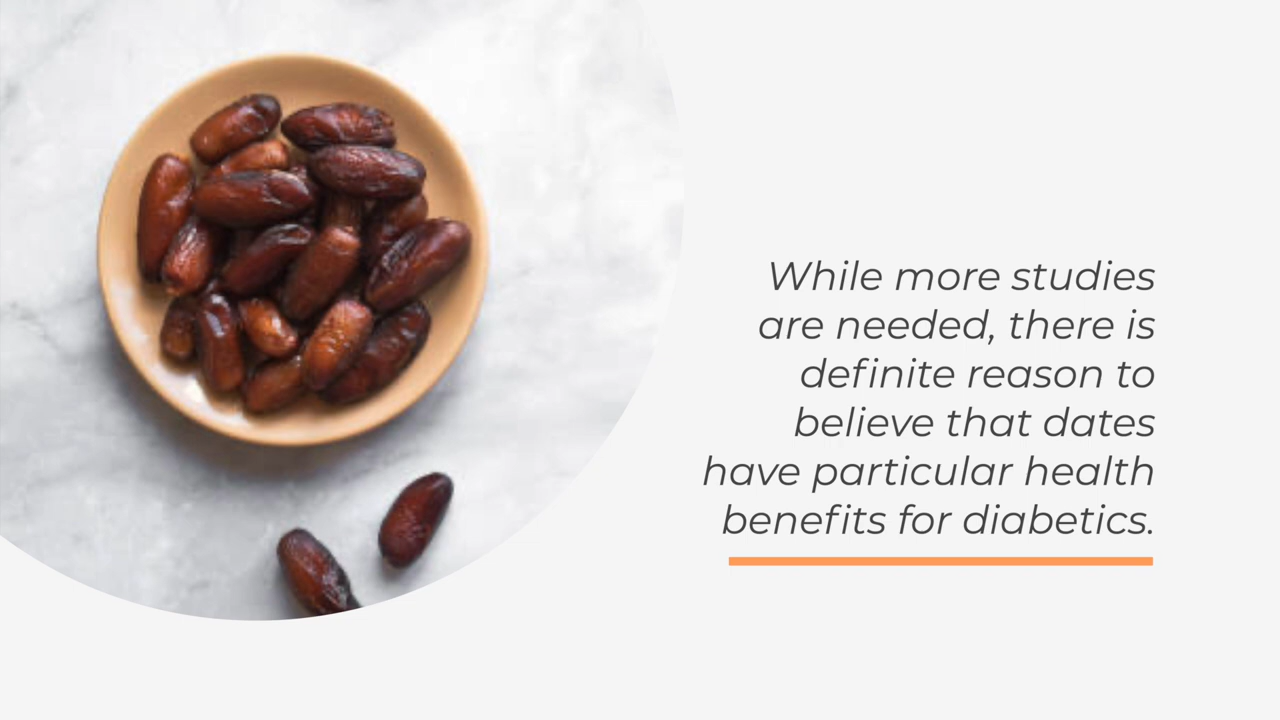 While more studies
are needed, there is
definite reason to
believe that dates
have particular health
benefits for diabetics.